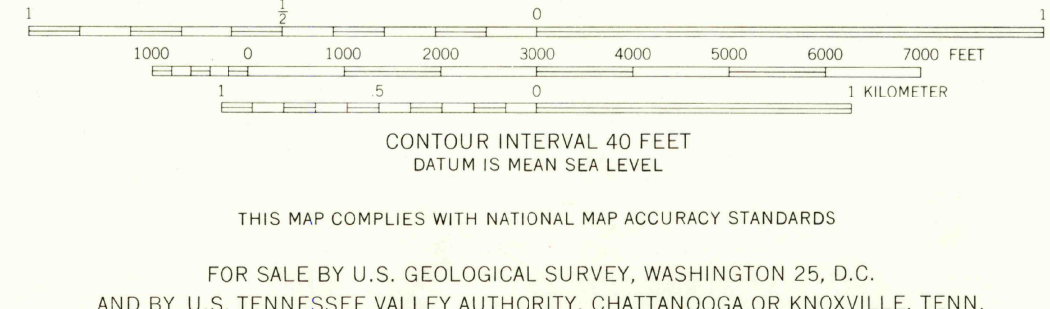 1 1/2 0 1
1000 0 1000 2000 3000 4000 5000 6000 7000 FEET
1 .5 0 1 KILOMETER
CONTOUR INTERVAL 40 FEET
DATUM IS MEAN SEA LEVEL
THIS MAP COMPLIES WITH NATIONAL MAP ACCURACY STANDARDS
FOR SALE BY U.S. GEOLOGICAL SURVEY, WASHINGTON 25, D.C.
AND BY U.S. TENNESSEE VALLEY AUTHORITY, CHATTANOOGA OR KNOXVILLE, TENN.